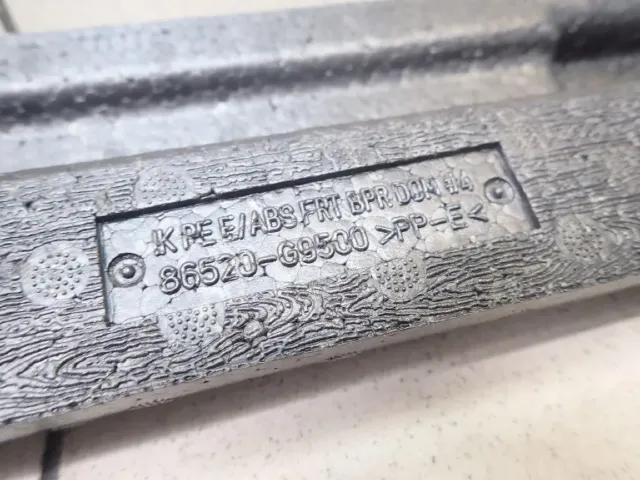 IK PE E/ABS,FRT BPR DOM #4
86520-G9500 >PP-E<